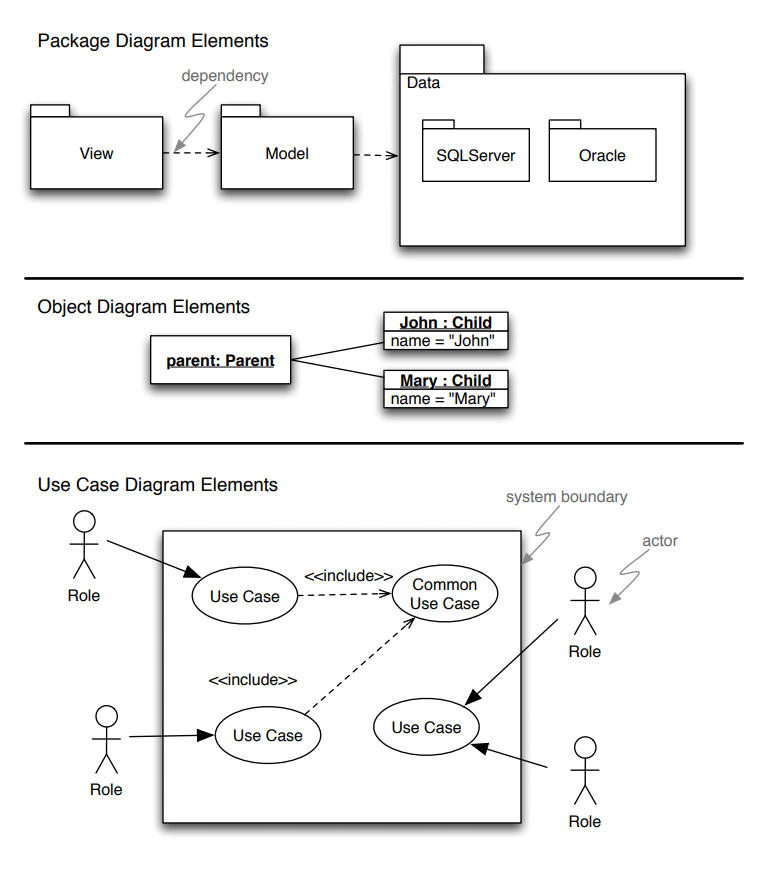 Package Diagram Elements
dependency
Data
View
Model
SQLServer
Oracle
Object Diagram Elements
parent: Parent
John : Child
name = "John"
Mary : Child
name = "Mary"
Use Case Diagram Elements
system boundary
actor
Role
Use Case
<<include>>
Common
Use Case
Role
<<include>>
Role
Use Case
Use Case
Role